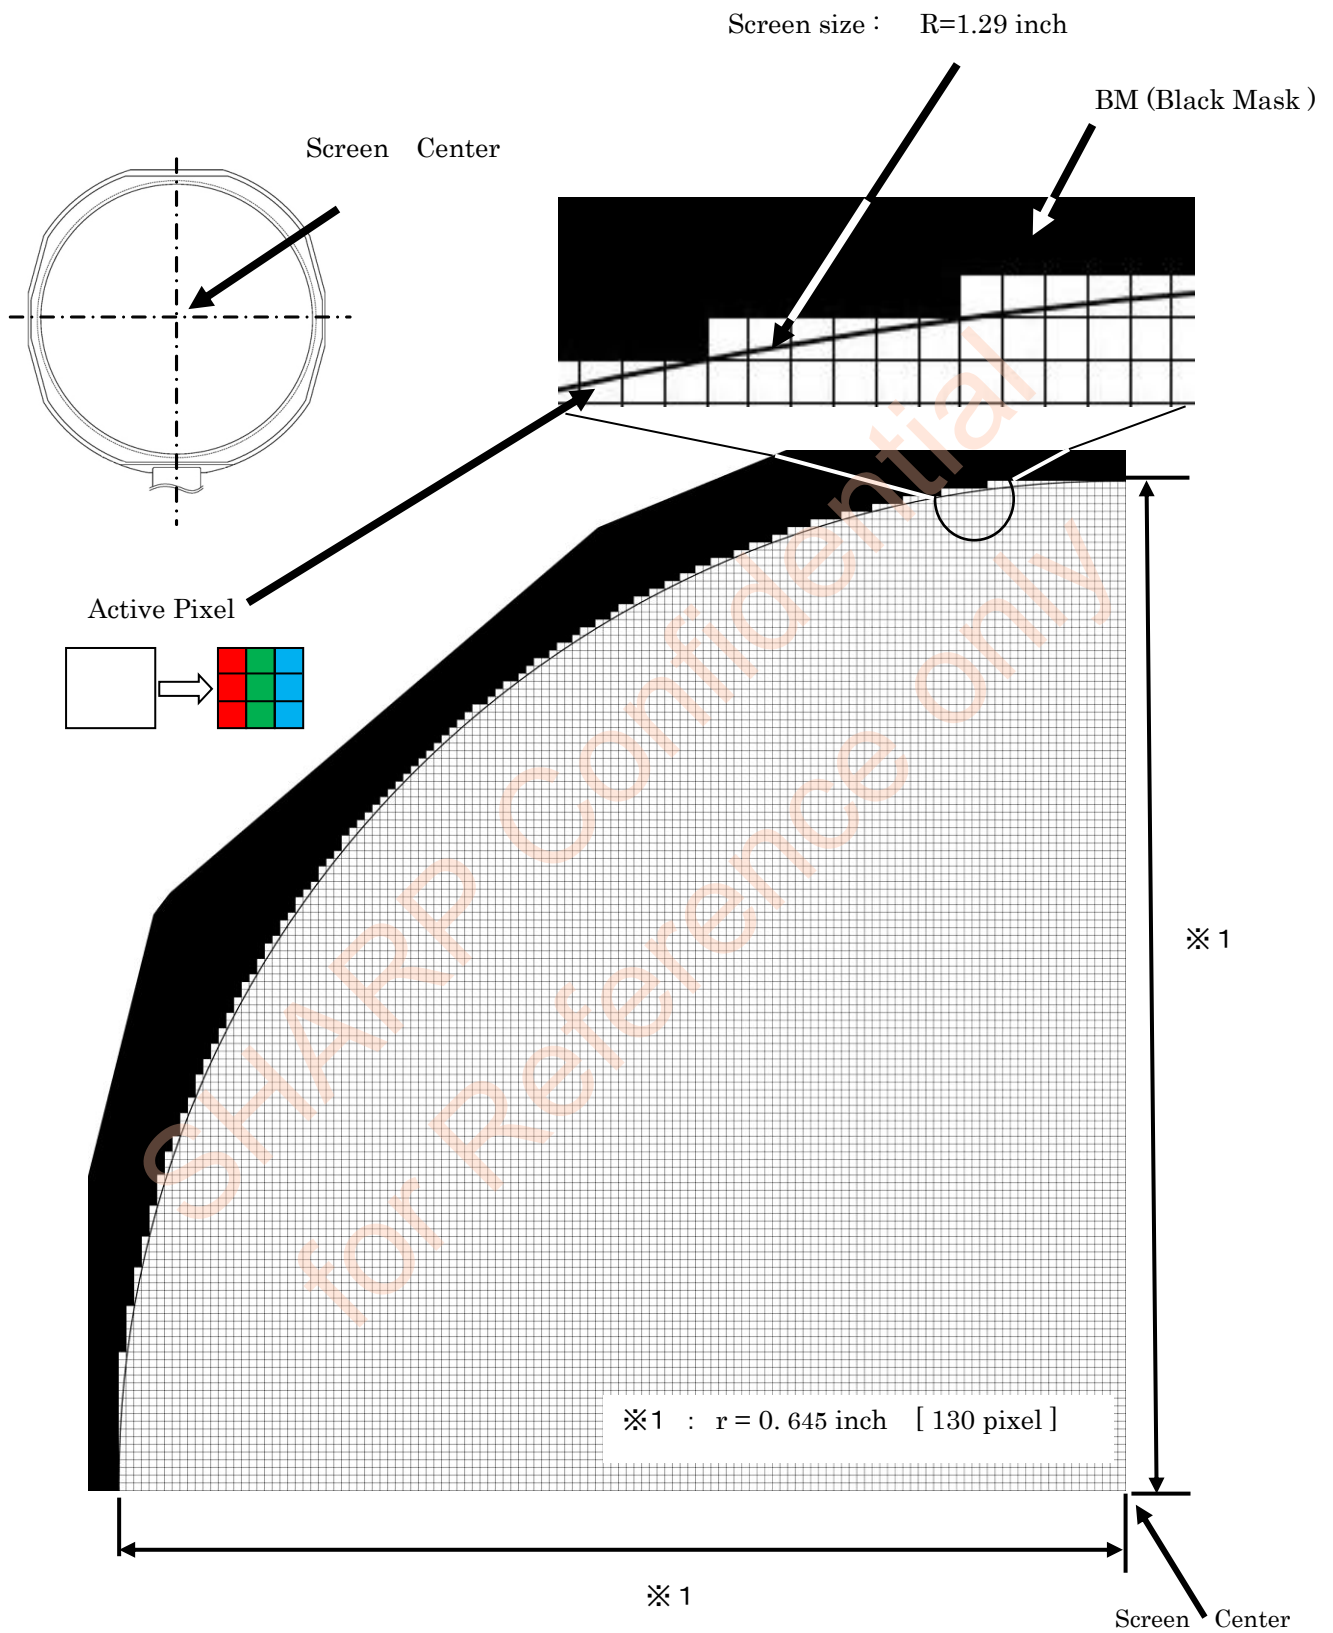 Screen size : R=1.29 inch
BM (Black Mask )
Screen Center
Active Pixel
SHARP Confidential
for Reference only
※1
※1 : r = 0. 645 inch [ 130 pixel ]
※1
Screen Center